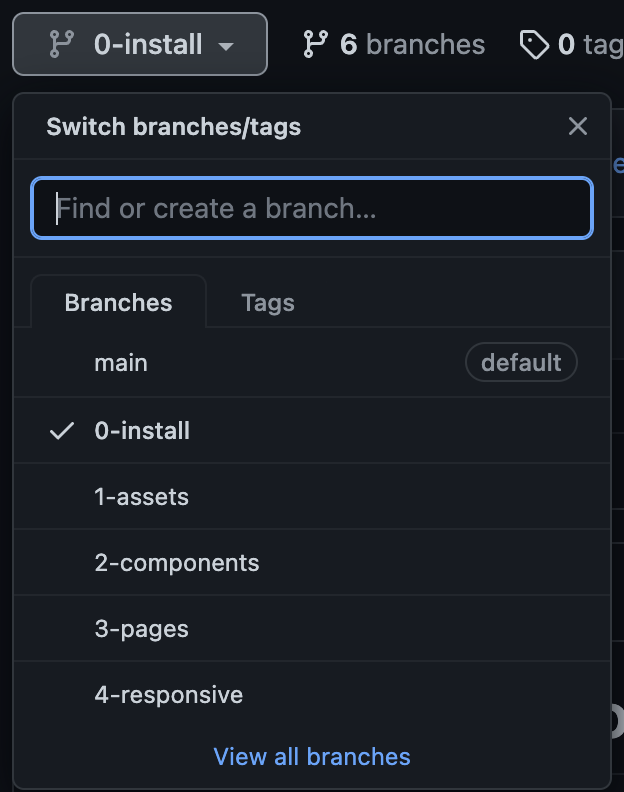 0-install 6 branches 0 tag
Switch branches/tags
Find or create a branch...
Branches Tags
main default
0-install
1-assets
2-components
3-pages
4-responsive
View all branches